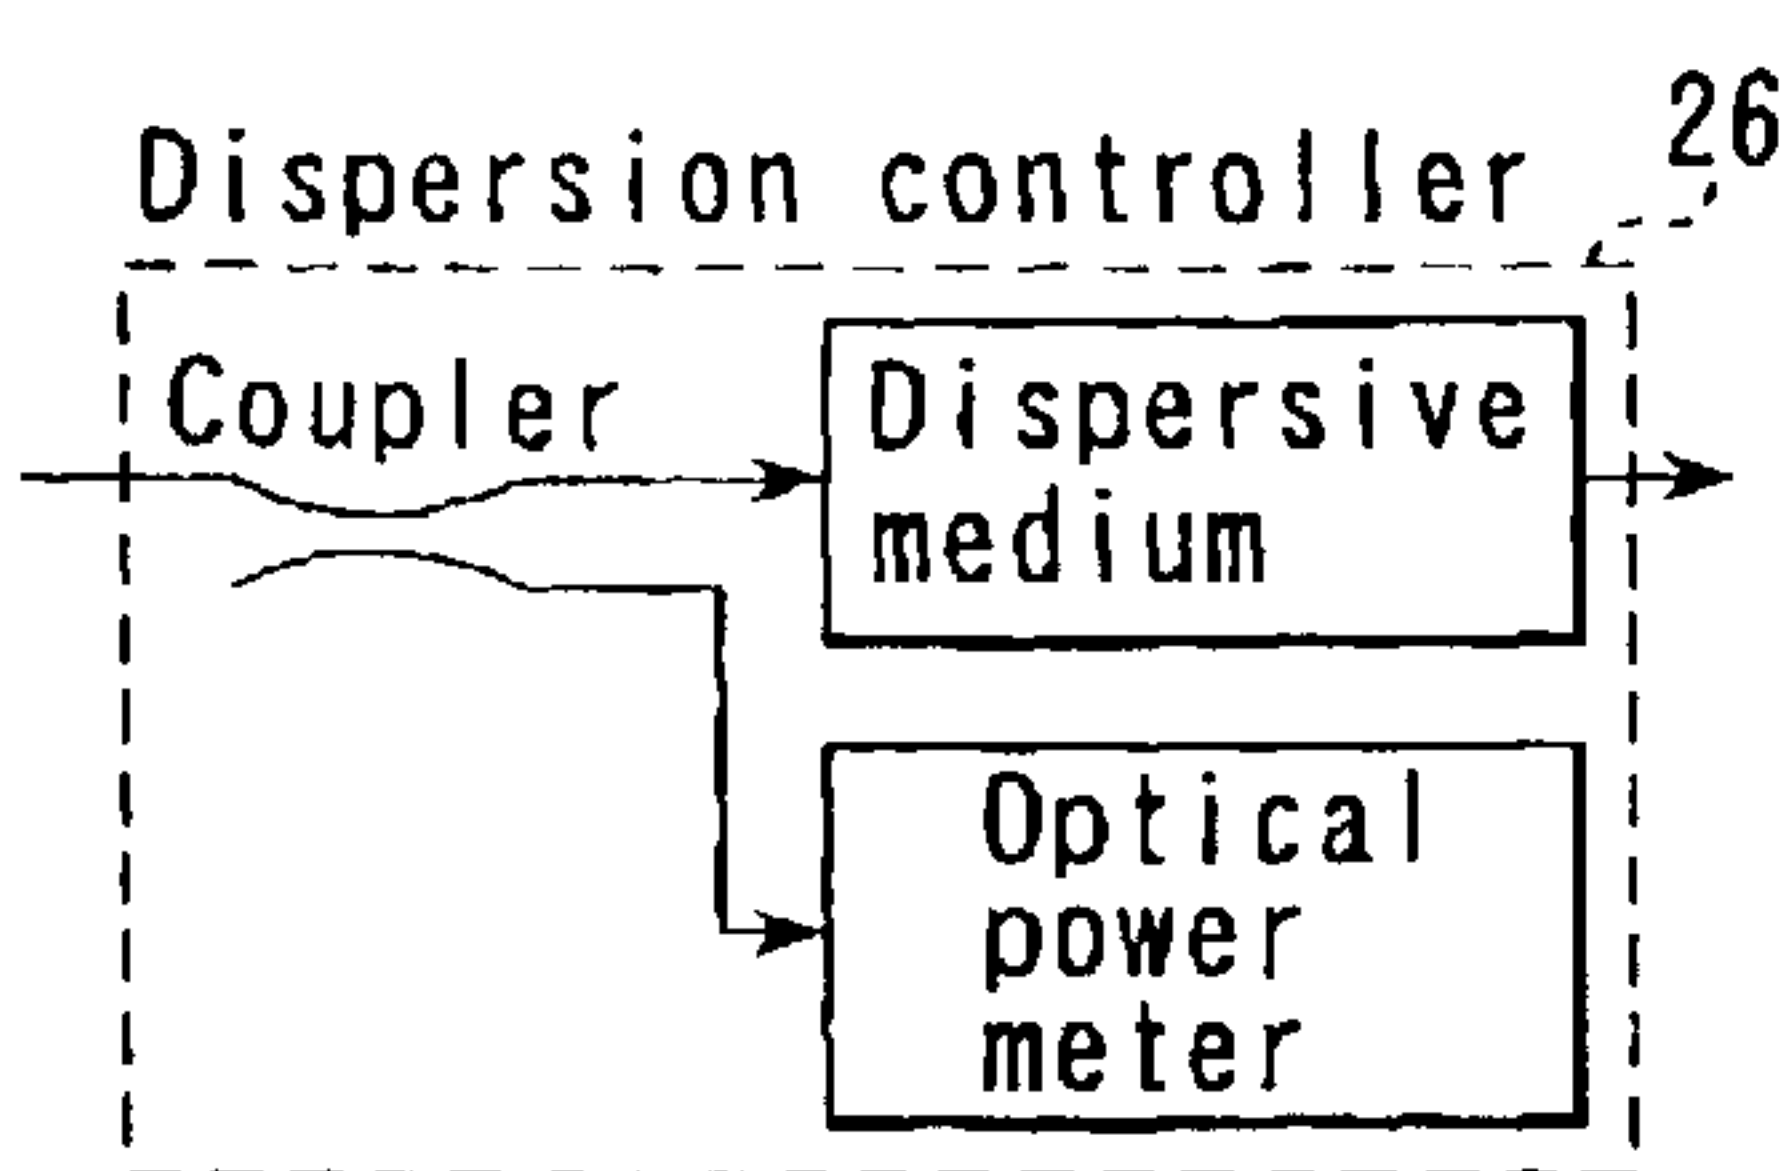 26
Dispersion controller
Coupler
Dispersive
medium
Optical
power
meter